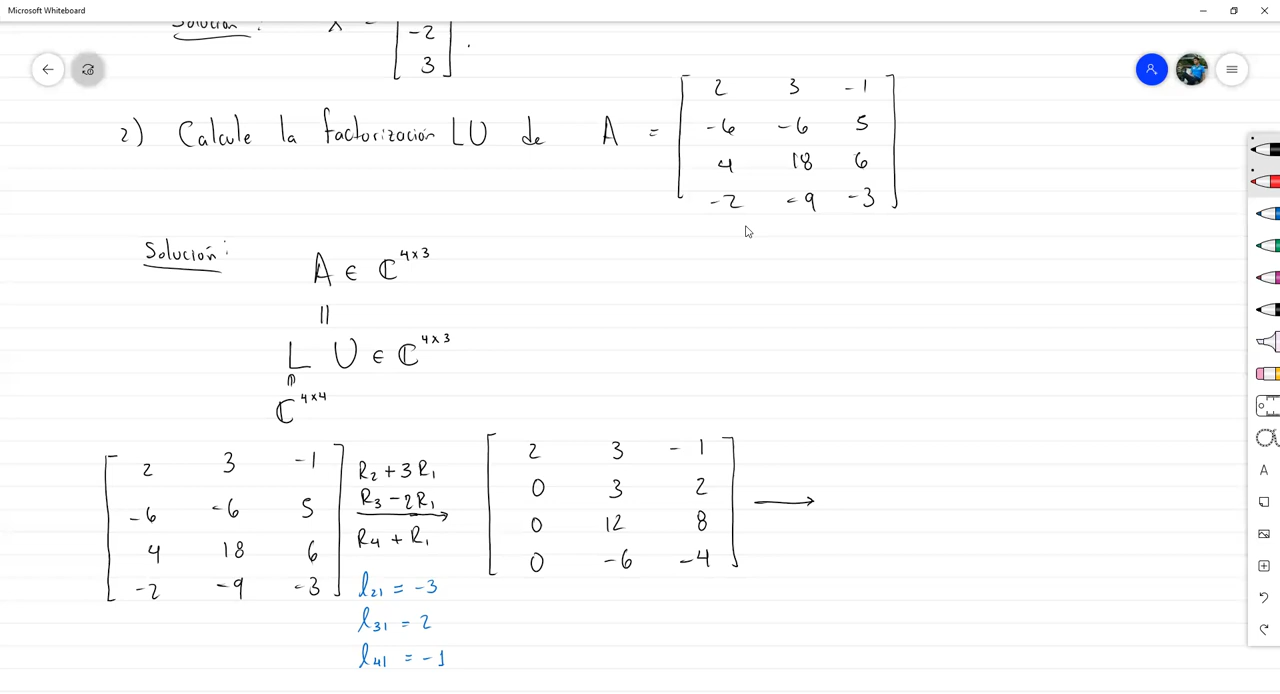 Microsoft Whiteboard
Solución: X = [ -2
3 ].
2) Calcule la factorización LU de A = [ 2 3 -1
-6 -6 5
4 18 6
-2 -9 -3 ]
Solución:
A ∈ ℂ^{4×3}
=
L U ∈ ℂ^{4×3}
ℂ^{4×4}
[ 2 3 -1
-6 -6 5
4 18 6
-2 -9 -3 ]
R₂ + 3R₁
R₃ - 2R₁
R₄ + R₁
l₂₁ = -3
l₃₁ = 2
l₄₁ = -1
[ 2 3 -1
0 3 2
0 12 8
0 -6 -4 ] →
A